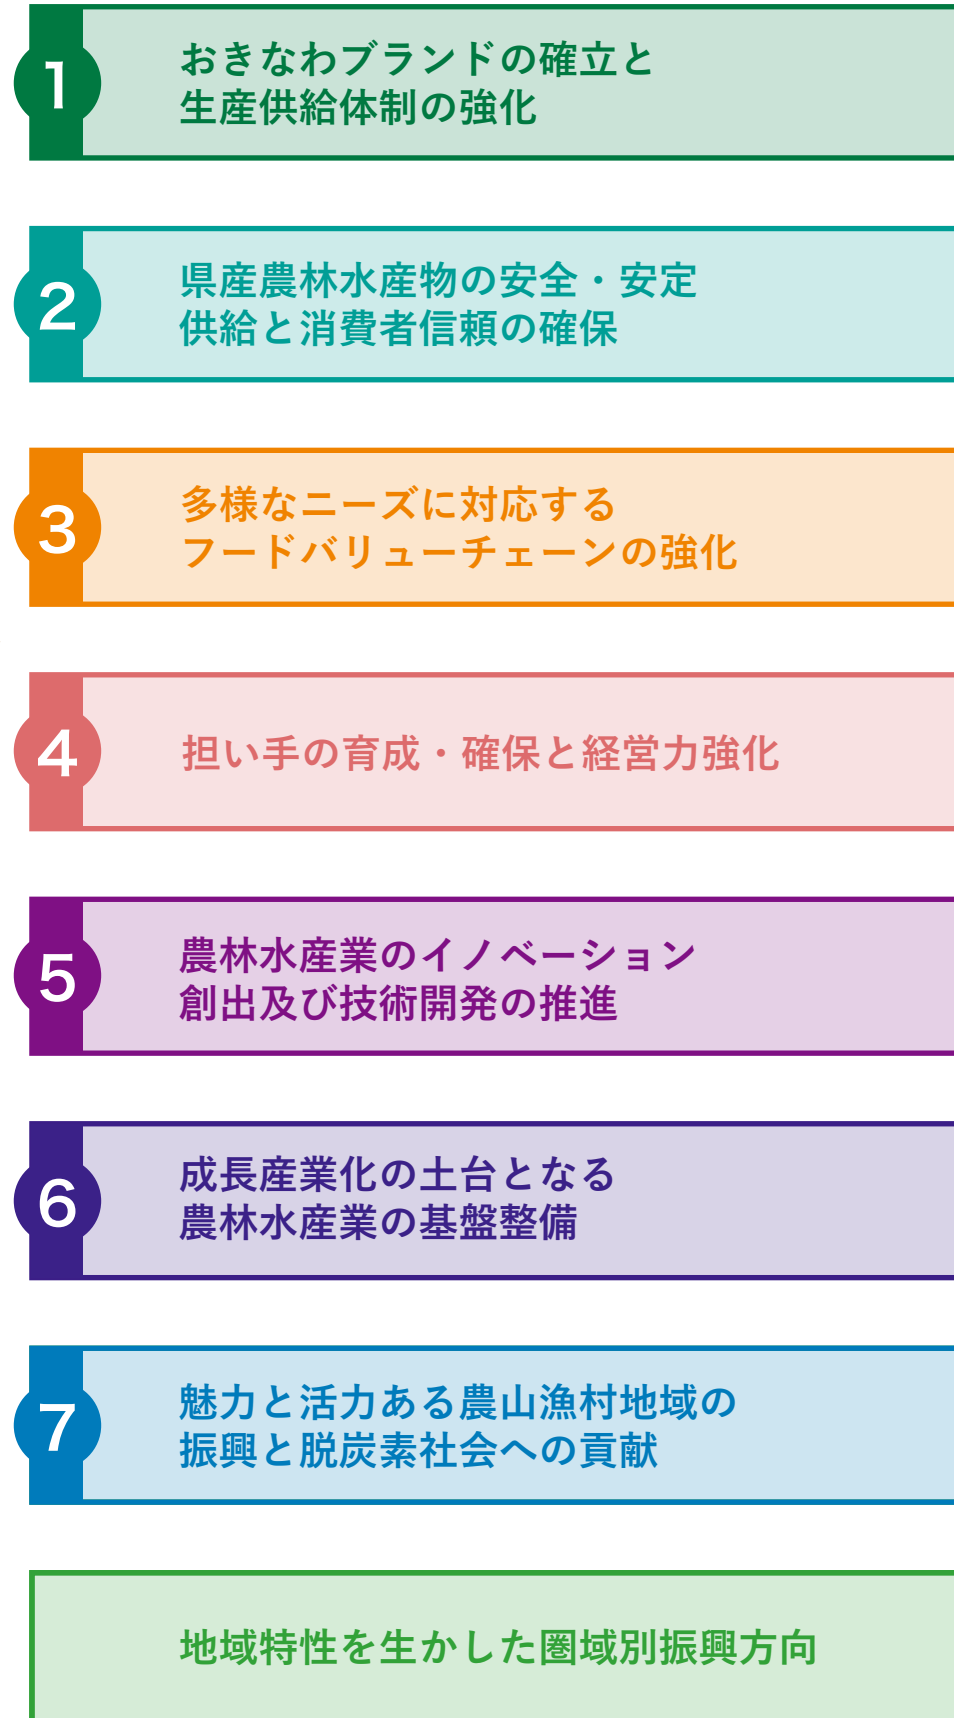 1
おきなわブランドの確立と
生産供給体制の強化
2
県産農林水産物の安全・安定
供給と消費者信頼の確保
3
多様なニーズに対応する
フードバリューチェーンの強化
4
担い手の育成・確保と経営力強化
5
農林水産業のイノベーション
創出及び技術開発の推進
6
成長産業化の土台となる
農林水産業の基盤整備
7
魅力と活力ある農山漁村地域の
振興と脱炭素社会への貢献
地域特性を生かした圏域別振興方向